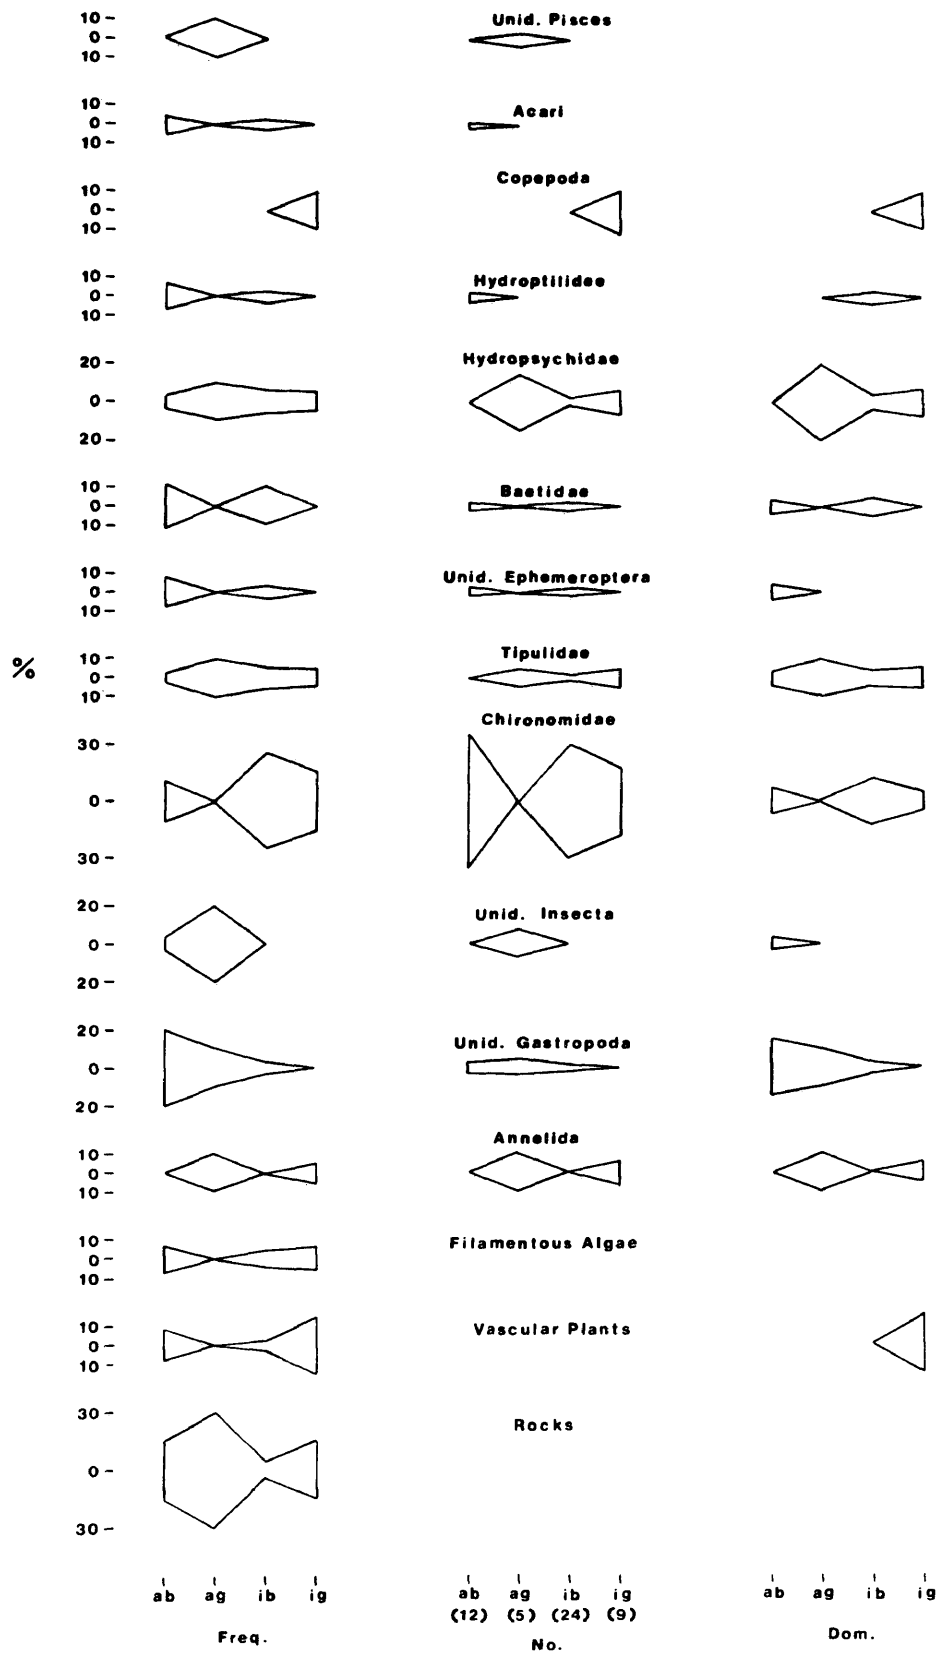 Unid. Pisces
10
0
10
Acari
10
0
10
Copepoda
10
0
10
Hydroptilidae
10
0
10
Hydropsychidae
20
0
20
Baetidae
10
0
10
Unid. Ephemeroptera
10
0
10
Tipulidae
%
10
0
10
Chironomidae
30
0
30
Unid. Insecta
20
0
20
Unid. Gastropoda
20
0
20
Annelida
10
0
10
Filamentous Algae
10
0
10
Vascular Plants
10
0
10
Rocks
30
0
30
ab ag ib ig ab ag ib ig ab ag ib ig
(12) (5) (24) (9)
Freq. No. Dom.